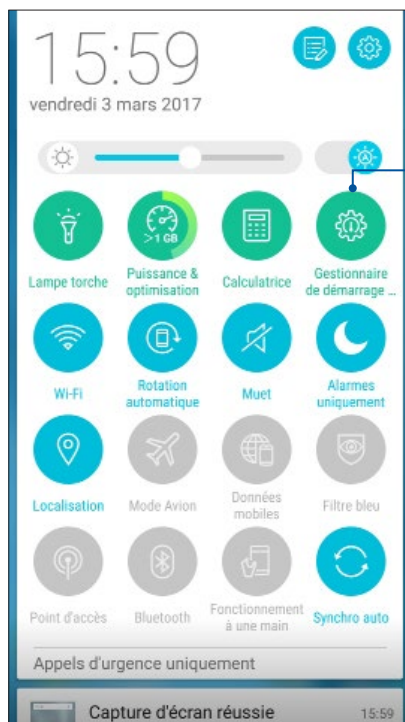 15:59
vendredi 3 mars 2017
>1 GB
Lampe torche
Puissance &
optimisation
Calculatrice
Gestionnaire
de démarrage ...
Wi-Fi
Rotation
automatique
Muet
Alarmes
uniquement
Localisation
Mode Avion
Données
mobiles
Filtre bleu
Point d'accès
Bluetooth
Fonctionnement
à une main
Synchro auto
Appels d'urgence uniquement
Capture d'écran réussie 15:59